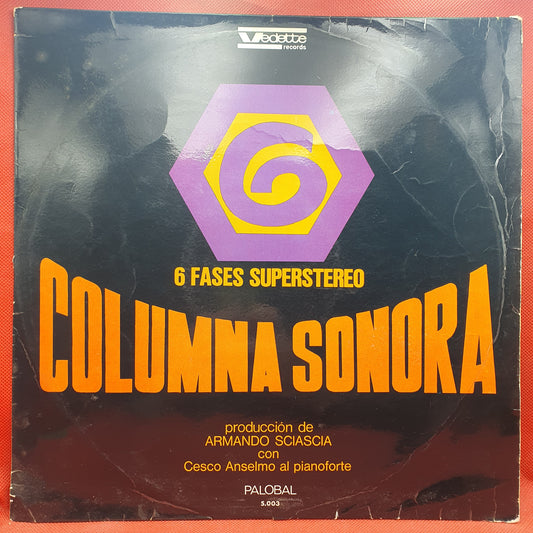 Vedette
records
6
6 FASES SUPERSTEREO
COLUMNA SONORA
producción de
ARMANDO SCIASCIA
con
Cesco Anselmo al pianoforte
PALOBAL
5.003